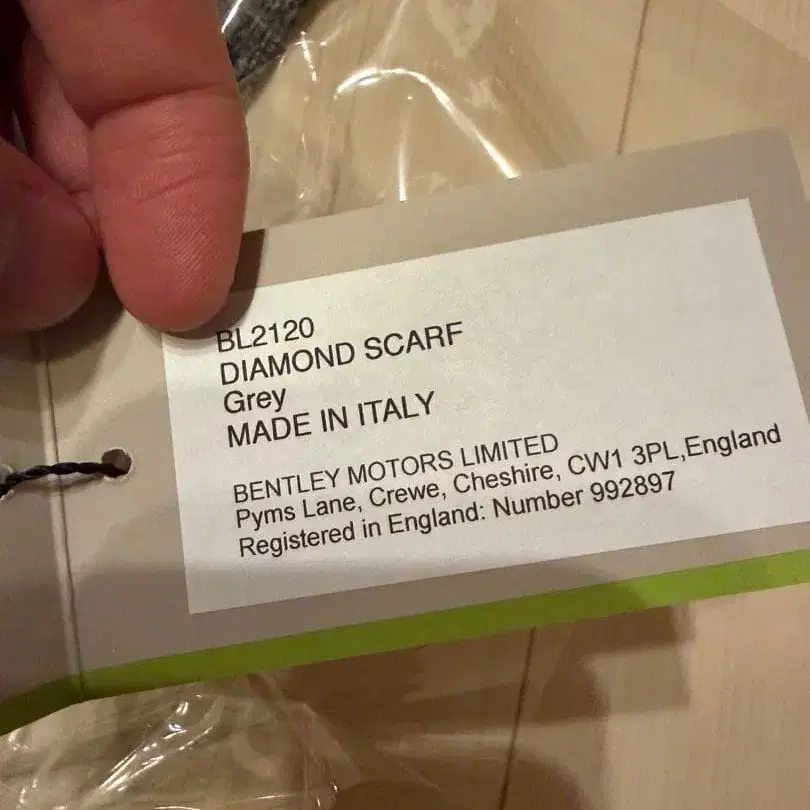 BL2120
DIAMOND SCARF
Grey
MADE IN ITALY
BENTLEY MOTORS LIMITED
Pyms Lane, Crewe, Cheshire, CW1 3PL,England
Registered in England: Number 992897